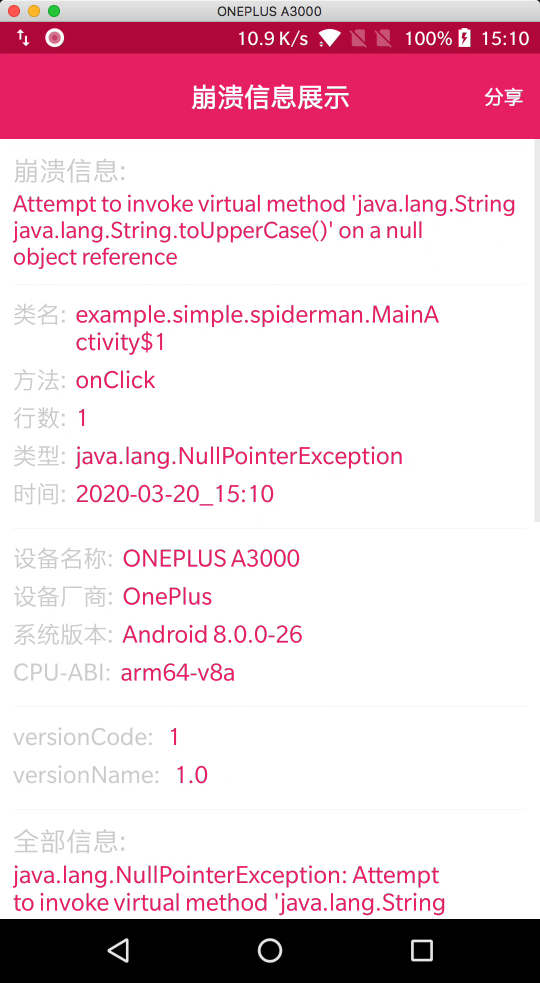 ONEPLUS A3000
10.9 K/s 100% 15:10
崩溃信息展示 分享
崩溃信息:
Attempt to invoke virtual method 'java.lang.String
java.lang.String.toUpperCase()' on a null
object reference
类名: example.simple.spiderman.MainA
ctivity$1
方法: onClick
行数: 1
类型: java.lang.NullPointerException
时间: 2020-03-20_15:10
设备名称: ONEPLUS A3000
设备厂商: OnePlus
系统版本: Android 8.0.0-26
CPU-ABI: arm64-v8a
versionCode: 1
versionName: 1.0
全部信息:
java.lang.NullPointerException: Attempt
to invoke virtual method 'java.lang.String